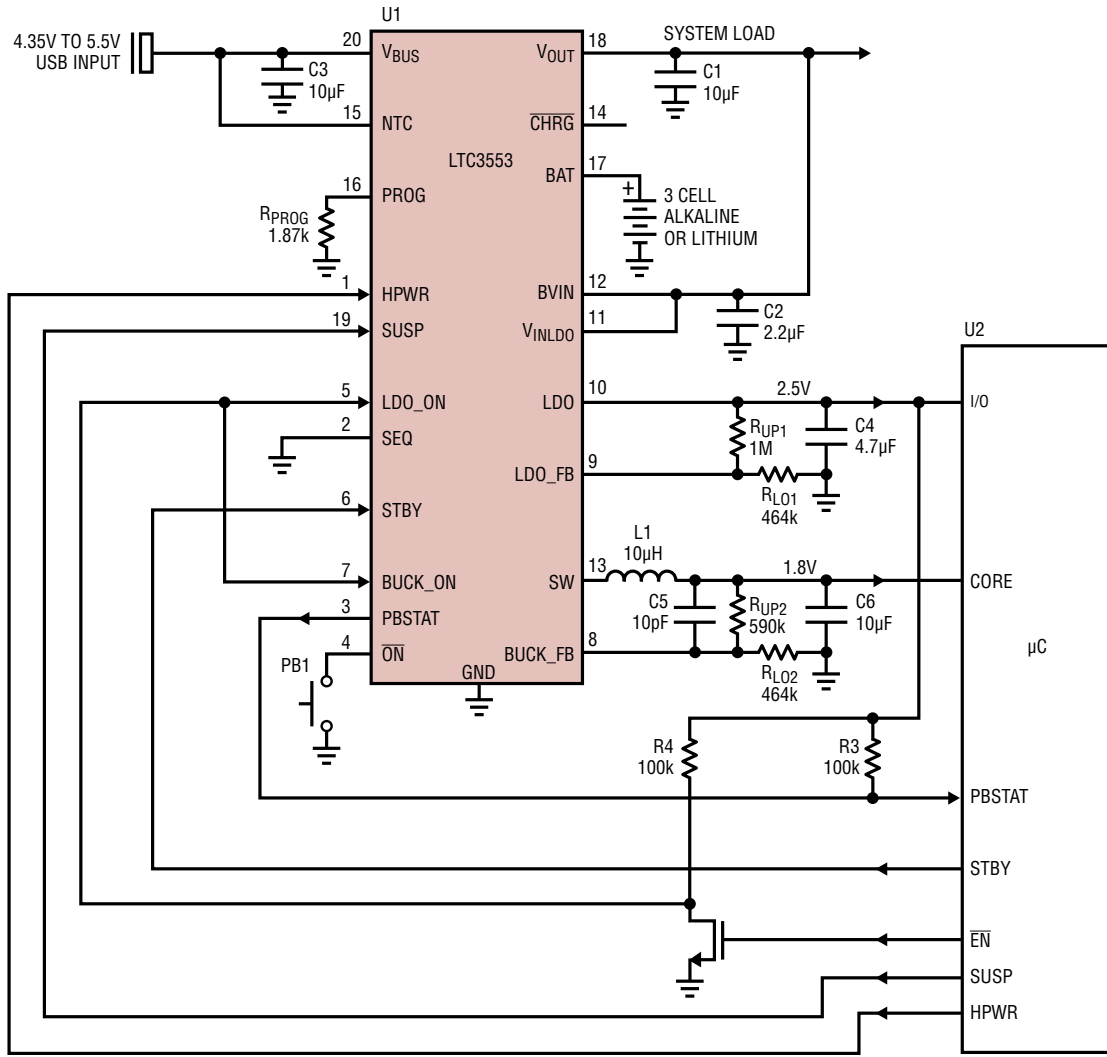 U1
4.35V TO 5.5V
USB INPUT
20
VBUS
C3
10µF
15
NTC
16
PROG
RPROG
1.87k
1
HPWR
19
SUSP
5
LDO_ON
2
SEQ
6
STBY
7
BUCK_ON
3
PBSTAT
4
ON
PB1
LTC3553
GND
VOUT
18
SYSTEM LOAD
C1
10µF
CHRG
14
BAT
17
+
3 CELL
ALKALINE
OR LITHIUM
BVIN
12
VINLDO
11
C2
2.2µF
LDO
10
2.5V
RUP1
1M
C4
4.7µF
LDO_FB
9
RLO1
464k
L1
10µH
SW
13
1.8V
C5
10pF
RUP2
590k
C6
10µF
BUCK_FB
8
RLO2
464k
R4
100k
R3
100k
U2
I/O
CORE
µC
PBSTAT
STBY
EN
SUSP
HPWR